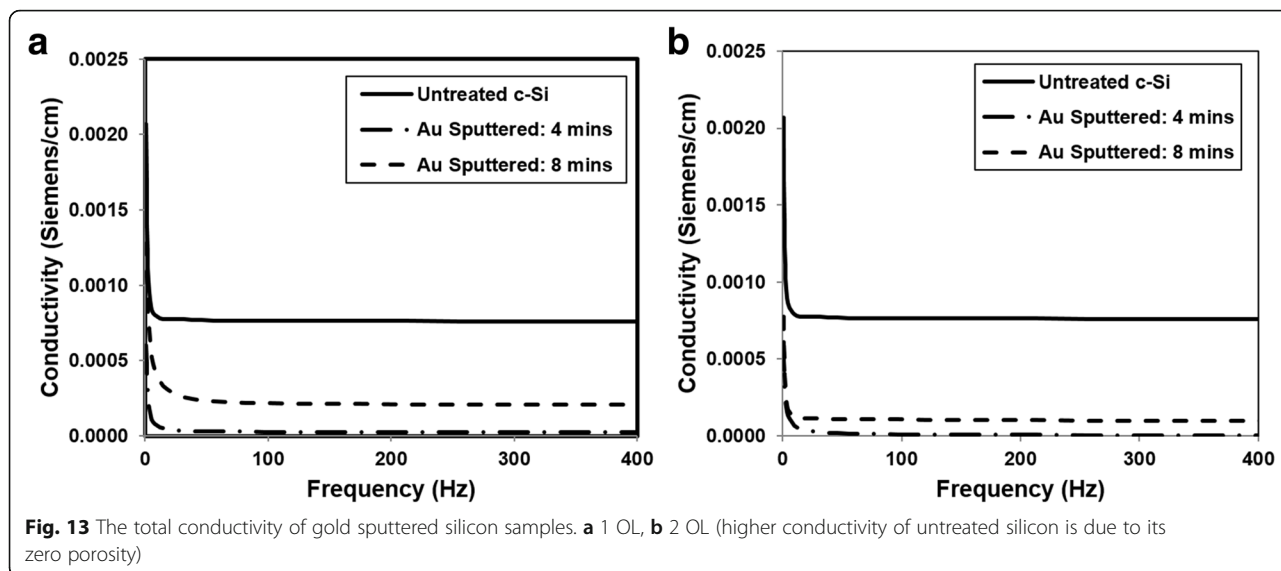 a
0.0025
0.0020
0.0015
0.0010
0.0005
0.0000
Conductivity (Siemens/cm)
Untreated c-Si
Au Sputtered: 4 mins
Au Sputtered: 8 mins
0 100 200 300 400
Frequency (Hz)
b
0.0025
0.0020
0.0015
0.0010
0.0005
0.0000
Conductivity (Siemens/cm)
Untreated c-Si
Au Sputtered: 4 mins
Au Sputtered: 8 mins
0 100 200 300 400
Frequency (Hz)
Fig. 13 The total conductivity of gold sputtered silicon samples. a 1 OL, b 2 OL (higher conductivity of untreated silicon is due to its
zero porosity)